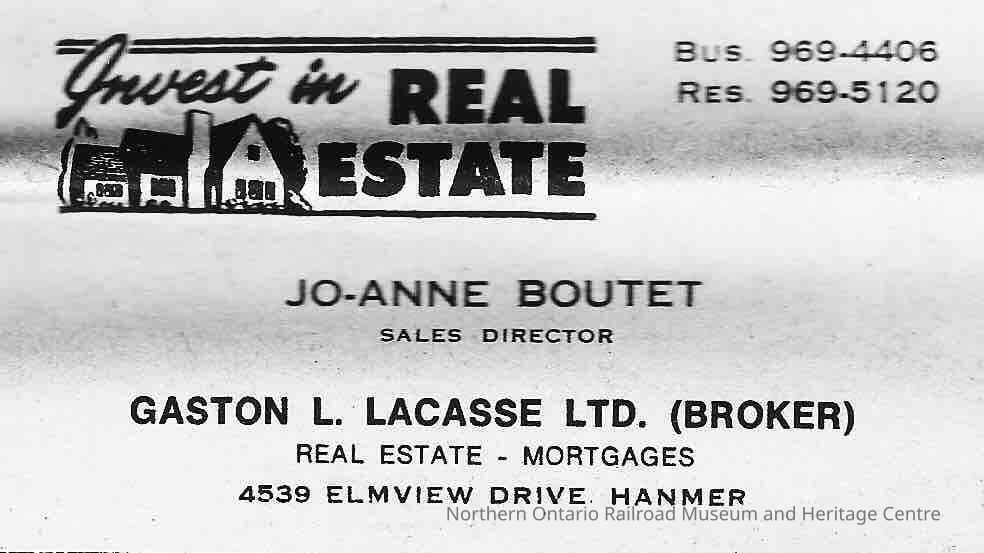 Invest in REAL
ESTATE
BUS. 969-4406
RES. 969-5120
JO-ANNE BOUTET
SALES DIRECTOR
GASTON L. LACASSE LTD. (BROKER)
REAL ESTATE - MORTGAGES
4539 ELMVIEW DRIVE. HANMER
Northern Ontario Railroad Museum and Heritage Centre